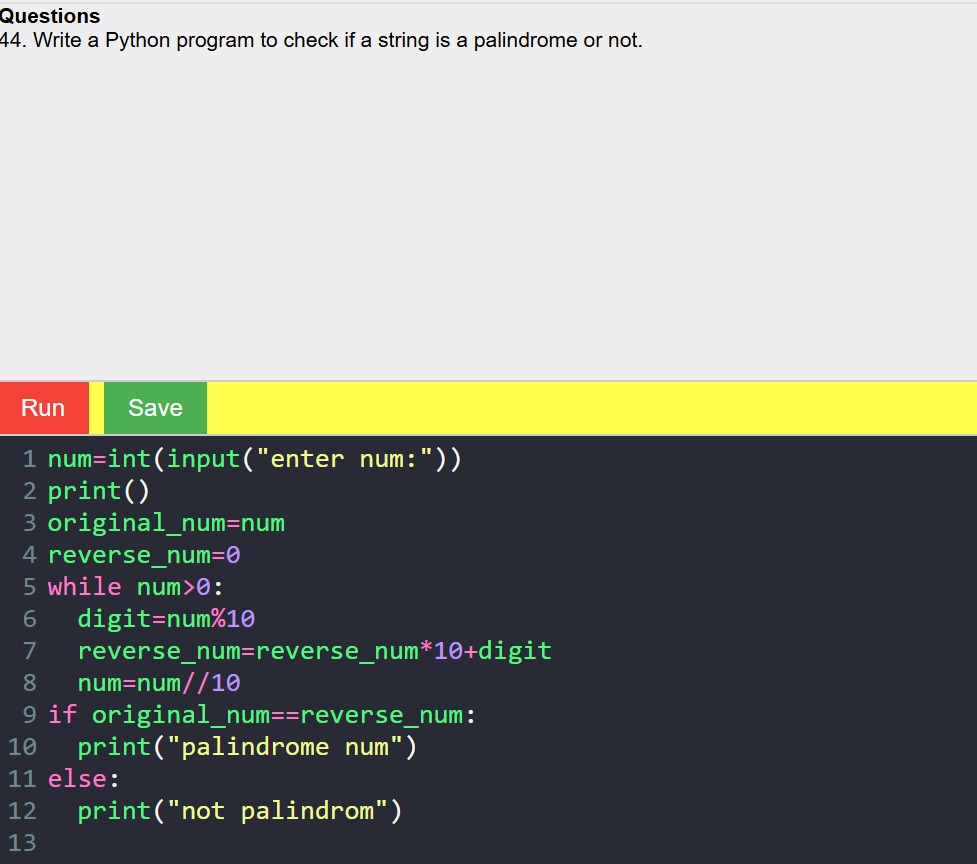 Questions
44. Write a Python program to check if a string is a palindrome or not.
Run Save
1 num=int(input("enter num:"))
2 print()
3 original_num=num
4 reverse_num=0
5 while num>0:
6   digit=num%10
7   reverse_num=reverse_num*10+digit
8   num=num//10
9 if original_num==reverse_num:
10   print("palindrome num")
11 else:
12   print("not palindrom")
13